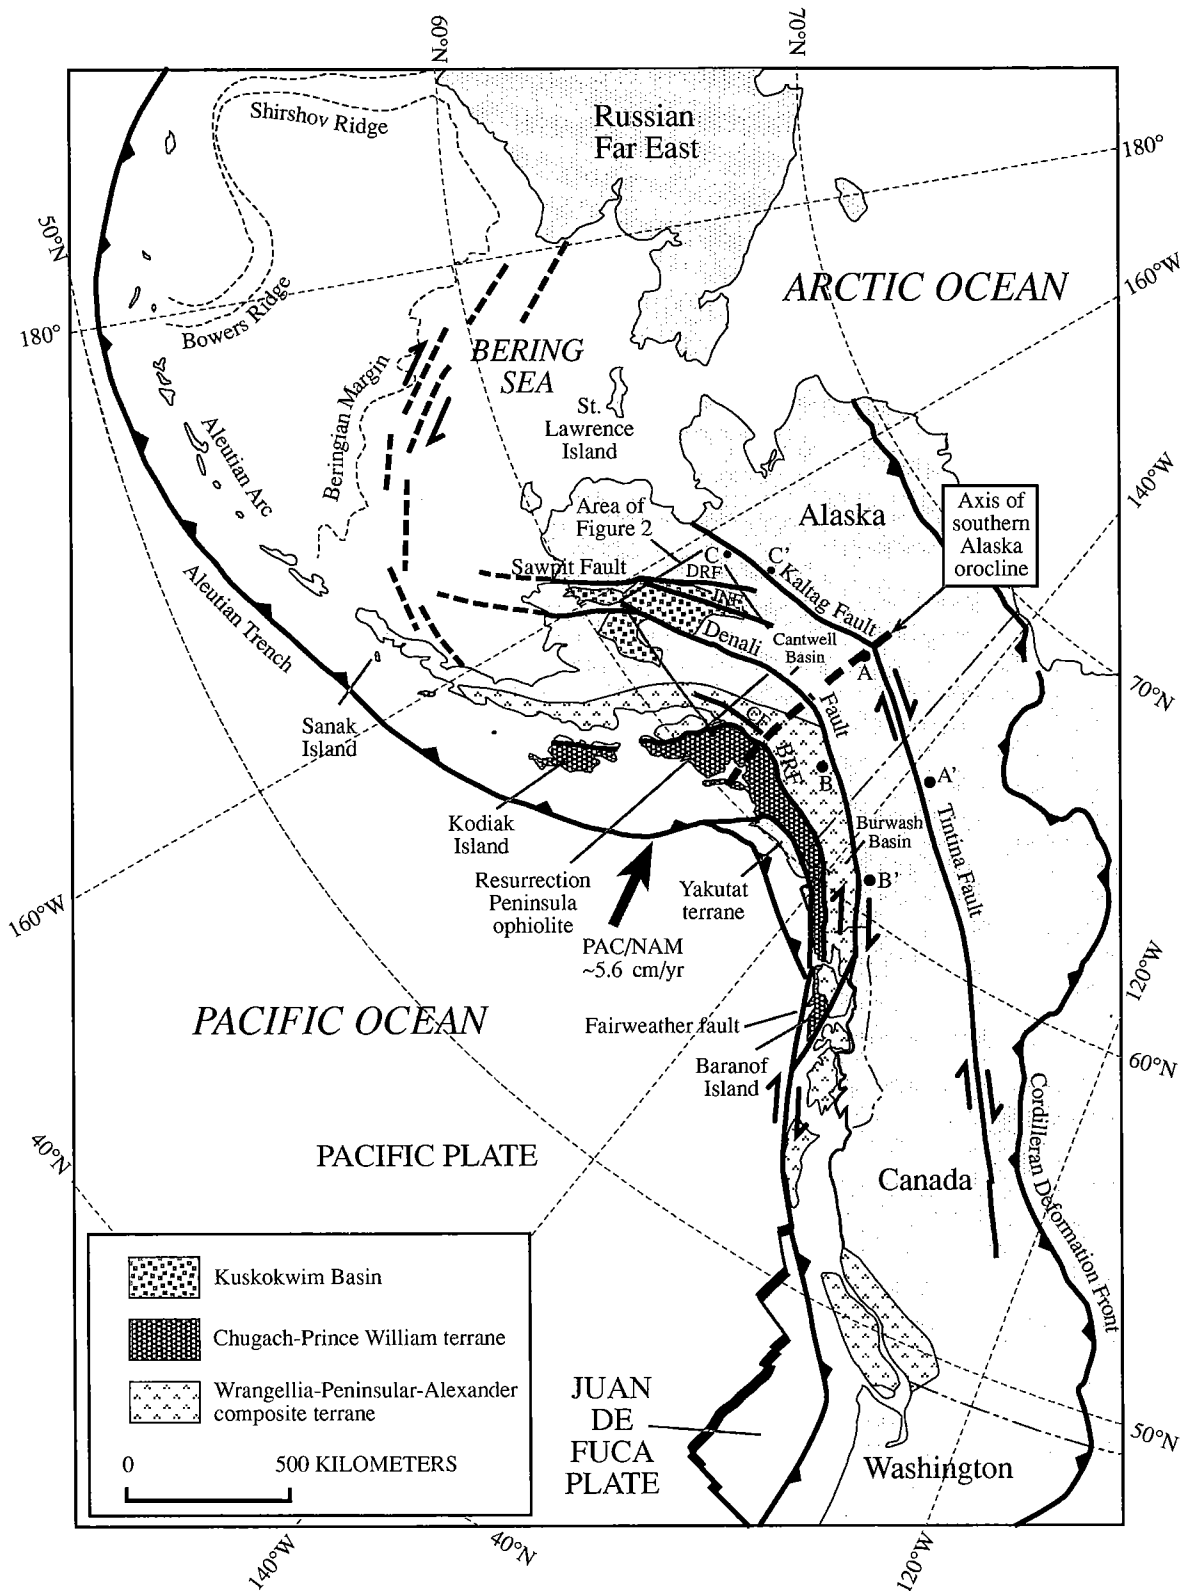 60°N
70°N
Shirshov Ridge
Russian
Far East
180°
50°N
ARCTIC OCEAN
160°W
Bowers Ridge
180°
BERING
SEA
Beringian Margin
St.
Lawrence
Island
Aleutian Arc
140°W
Area of
Figure 2
Alaska
Axis of
southern
Alaska
orocline
C
C'
Sawpit Fault
DRF
INF
Kaltag Fault
Aleutian Trench
Denali
Fault
Cantwell
Basin
A
70°N
Sanak
Island
CF
BRF
B
A'
Tintina Fault
Kodiak
Island
Burwash
Basin
Resurrection
Peninsula
ophiolite
Yakutat
terrane
B'
160°W
PAC/NAM
~5.6 cm/yr
120°W
PACIFIC OCEAN
Fairweather fault
Baranof
Island
60°N
Cordilleran Deformation Front
40°N
PACIFIC PLATE
Canada
Kuskokwim Basin
Chugach-Prince William terrane
Wrangellia-Peninsular-Alexander
composite terrane
0 500 KILOMETERS
JUAN
DE
FUCA
PLATE
Washington
50°N
140°W
40°N
120°W